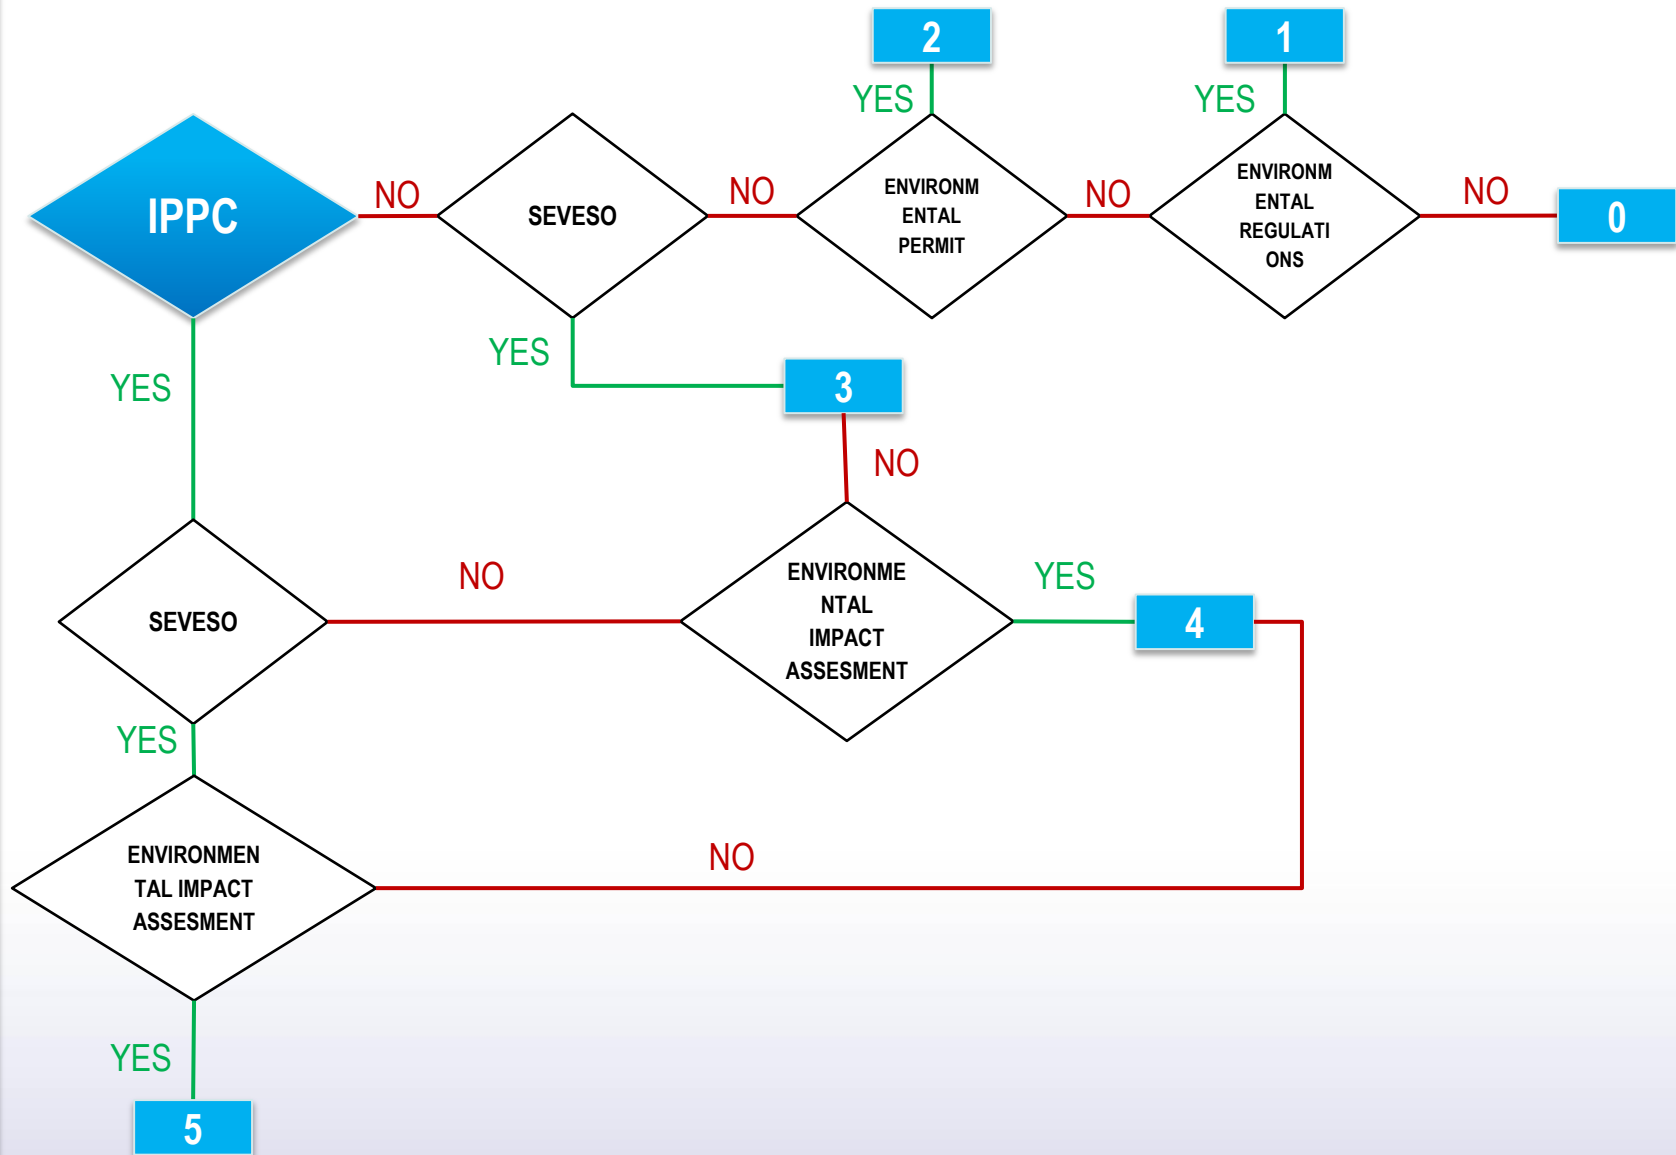 2
1
YES
YES
IPPC
NO
SEVESO
NO
ENVIRONM
ENTAL
PERMIT
NO
ENVIRONM
ENTAL
REGULATI
ONS
NO
0
YES
YES
3
NO
SEVESO
NO
ENVIRONME
NTAL
IMPACT
ASSESMENT
YES
4
YES
ENVIRONMEN
TAL IMPACT
ASSESMENT
NO
YES
5